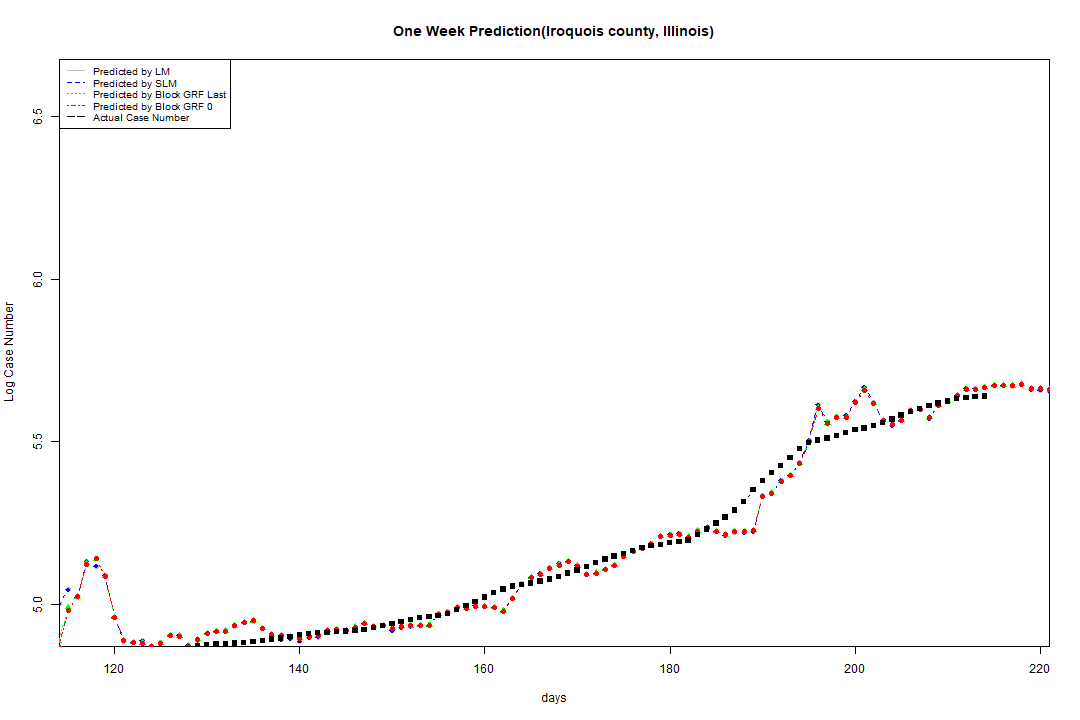 One Week Prediction(Iroquois county, Illinois)
Predicted by LM
Predicted by SLM
Predicted by Block GRF Last
Predicted by Block GRF 0
Actual Case Number
6.5
6.0
5.5
5.0
Log Case Number
120 140 160 180 200 220
days